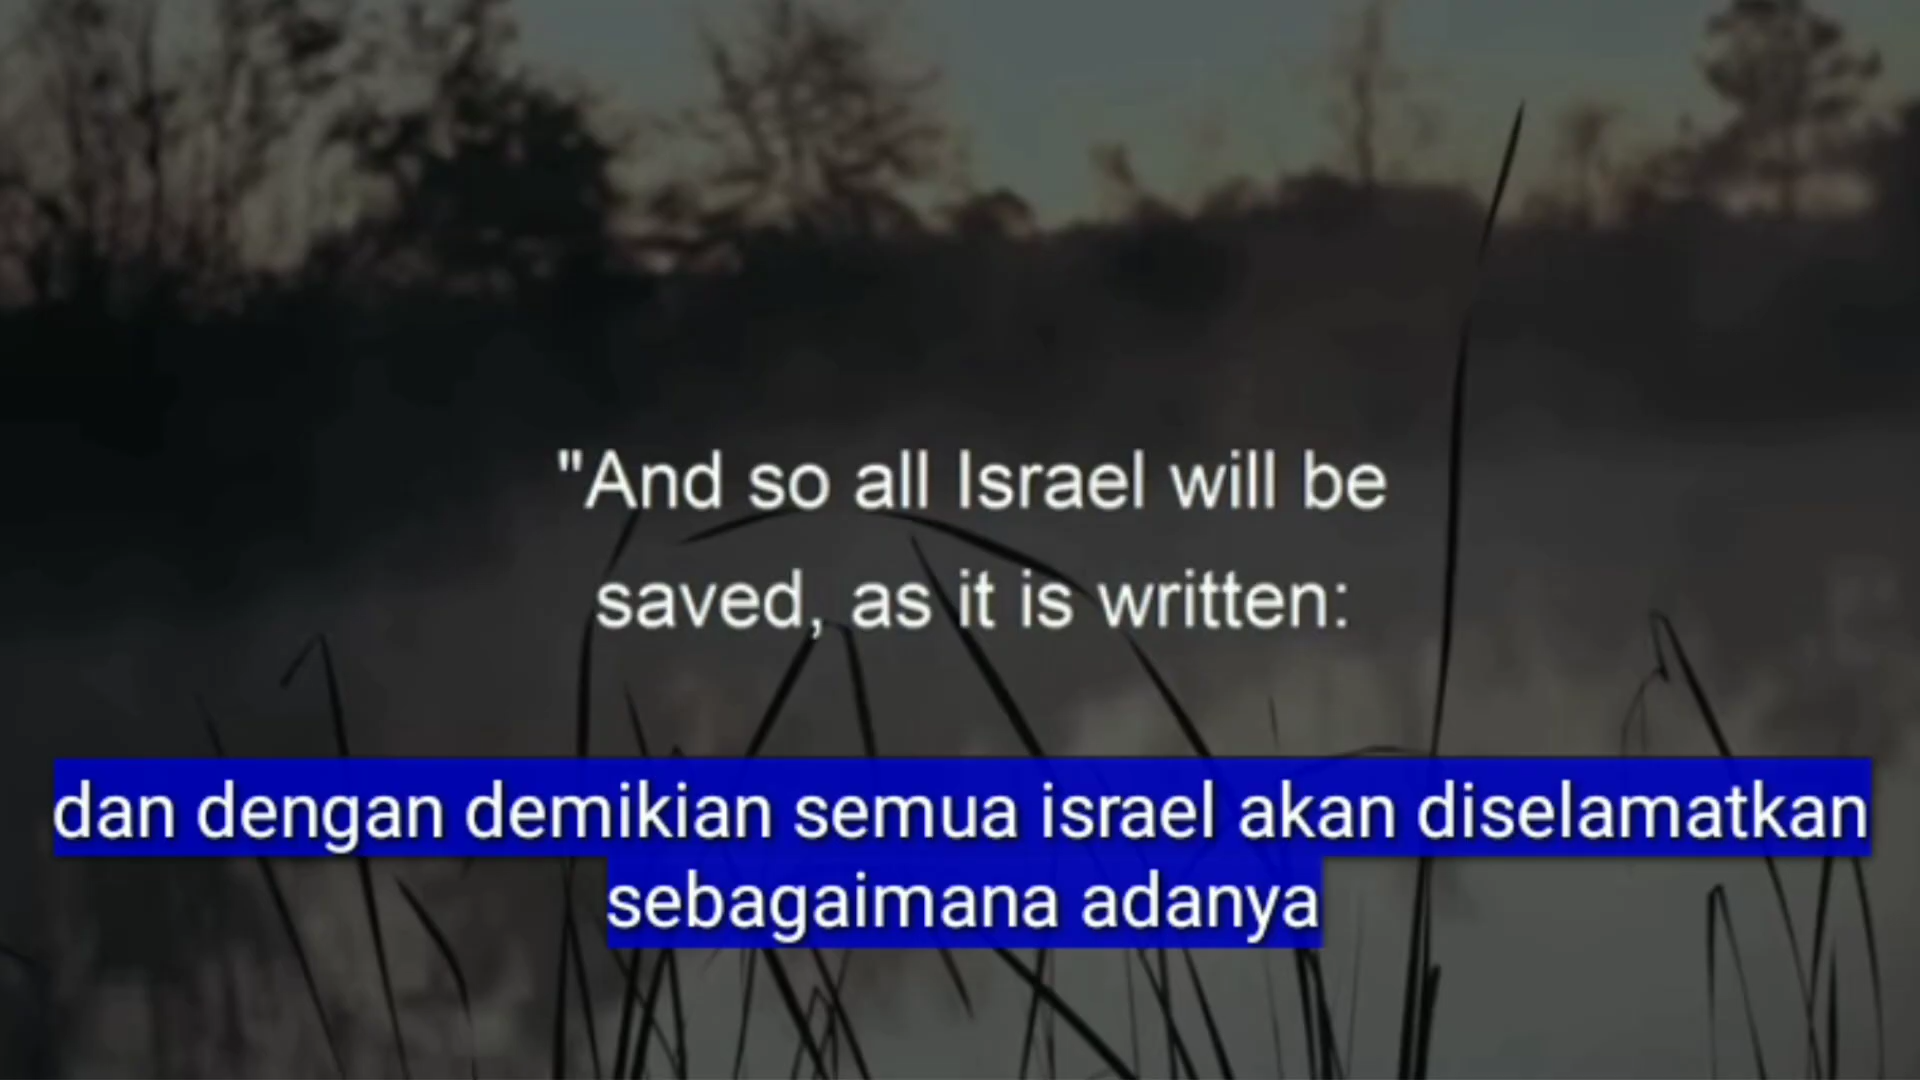 "And so all Israel will be
saved, as it is written:
dan dengan demikian semua israel akan diselamatkan
sebagaimana adanya